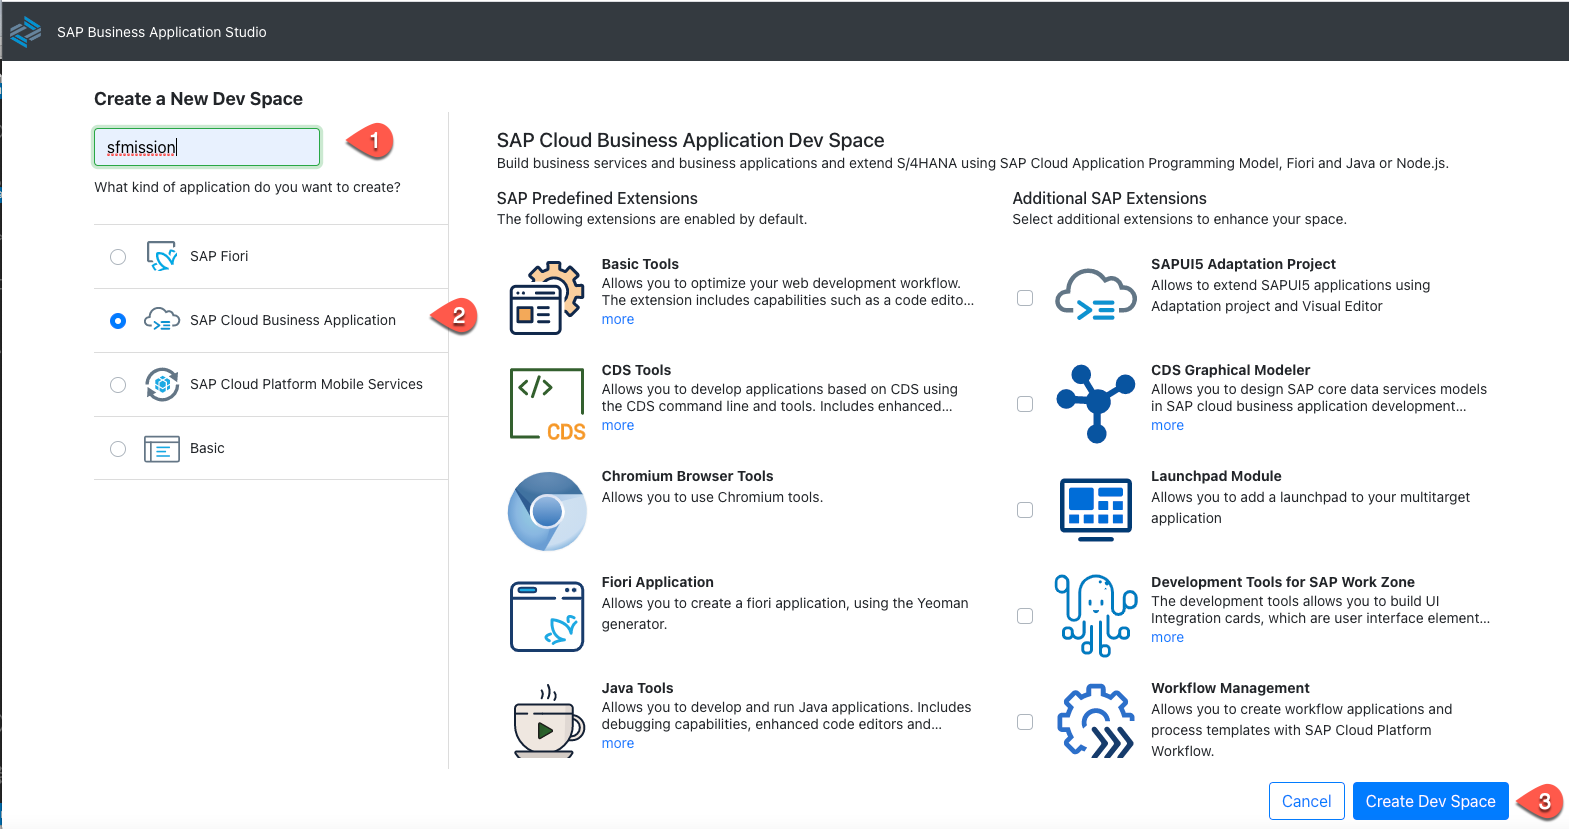 SAP Business Application Studio
Create a New Dev Space
sfmission
1
What kind of application do you want to create?
SAP Fiori
SAP Cloud Business Application
2
SAP Cloud Platform Mobile Services
Basic
SAP Cloud Business Application Dev Space
Build business services and business applications and extend S/4HANA using SAP Cloud Application Programming Model, Fiori and Java or Node.js.
SAP Predefined Extensions
The following extensions are enabled by default.
Basic Tools
Allows you to optimize your web development workflow.
The extension includes capabilities such as a code edito...
more
CDS Tools
Allows you to develop applications based on CDS using
the CDS command line and tools. Includes enhanced...
more
</>
CDS
Chromium Browser Tools
Allows you to use Chromium tools.
Fiori Application
Allows you to create a fiori application, using the Yeoman
generator.
Java Tools
Allows you to develop and run Java applications. Includes
debugging capabilities, enhanced code editors and...
more
Additional SAP Extensions
Select additional extensions to enhance your space.
SAPUI5 Adaptation Project
Allows to extend SAPUI5 applications using
Adaptation project and Visual Editor
CDS Graphical Modeler
Allows you to design SAP core data services models
in SAP cloud business application development...
more
Launchpad Module
Allows you to add a launchpad to your multitarget
application
Development Tools for SAP Work Zone
The development tools allows you to build UI
Integration cards, which are user interface element...
more
Workflow Management
Allows you to create workflow applications and
process templates with SAP Cloud Platform
Workflow.
Cancel
Create Dev Space
3